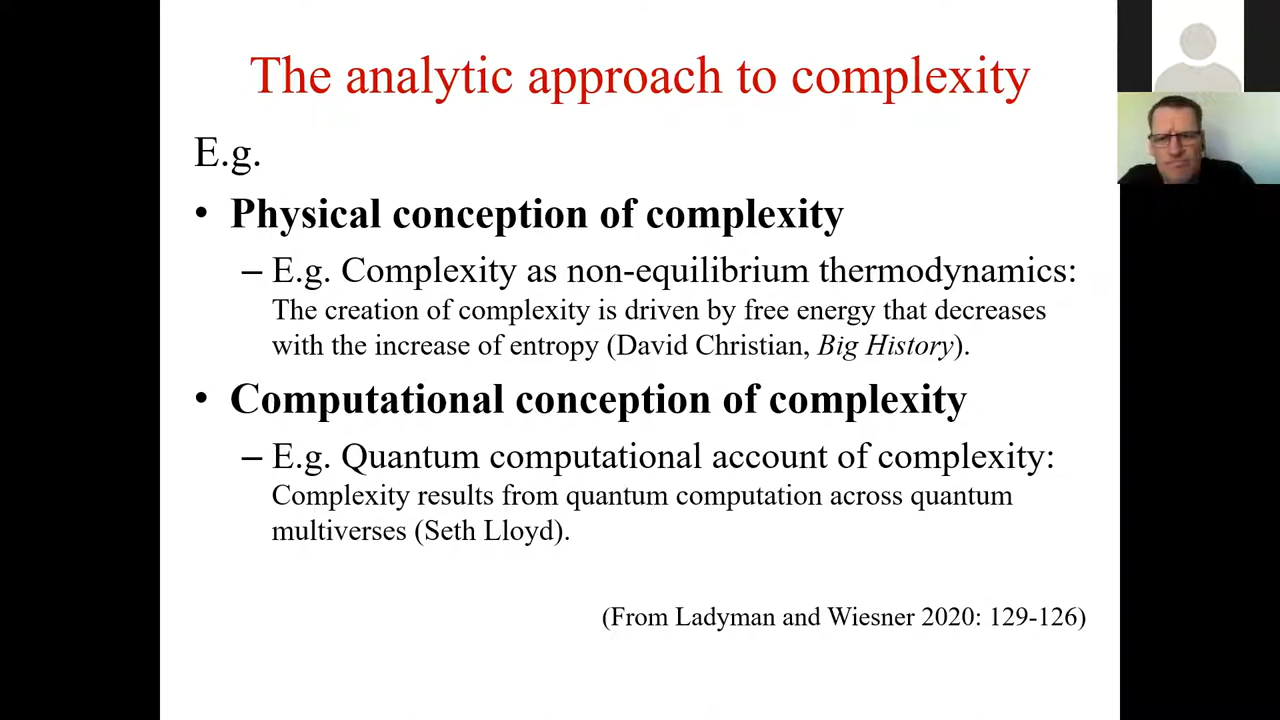 The analytic approach to complexity
E.g.
• Physical conception of complexity
– E.g. Complexity as non-equilibrium thermodynamics:
The creation of complexity is driven by free energy that decreases
with the increase of entropy (David Christian, Big History).
• Computational conception of complexity
– E.g. Quantum computational account of complexity:
Complexity results from quantum computation across quantum
multiverses (Seth Lloyd).
(From Ladyman and Wiesner 2020: 129-126)